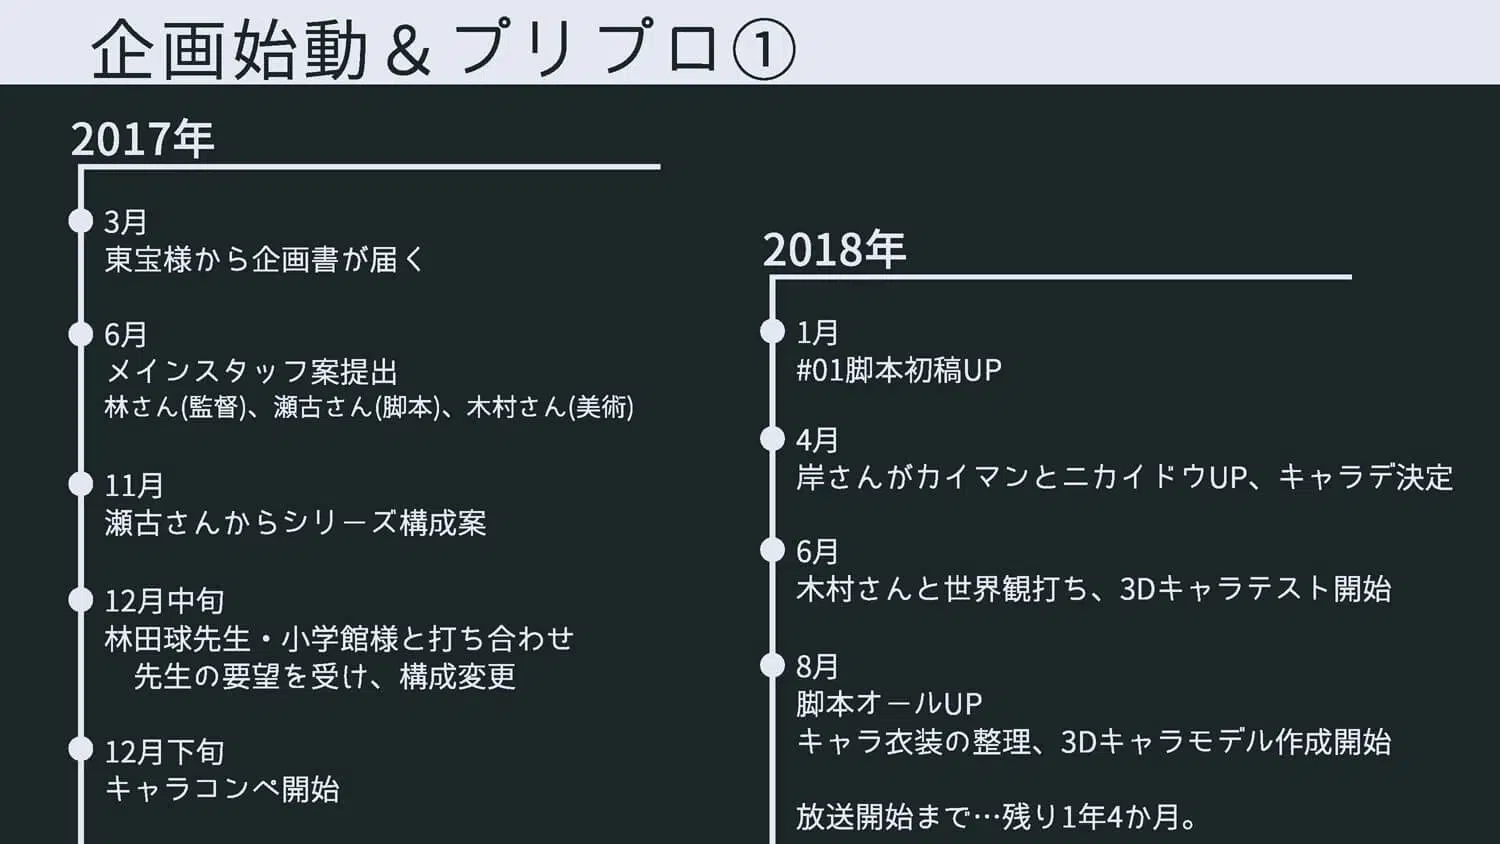 企画始動＆プリプロ①
2017年
3月
東宝様から企画書が届く
6月
メインスタッフ案提出
林さん(監督)、瀬古さん(脚本)、木村さん(美術)
11月
瀬古さんからシリーズ構成案
12月中旬
林田球先生・小学館様と打ち合わせ
先生の要望を受け、構成変更
12月下旬
キャラコンペ開始
2018年
1月
#01脚本初稿UP
4月
岸さんがカイマンとニカイドウUP、キャラデ決定
6月
木村さんと世界観打ち、3Dキャラテスト開始
8月
脚本オールUP
キャラ衣装の整理、3Dキャラモデル作成開始
放送開始まで…残り1年4か月。